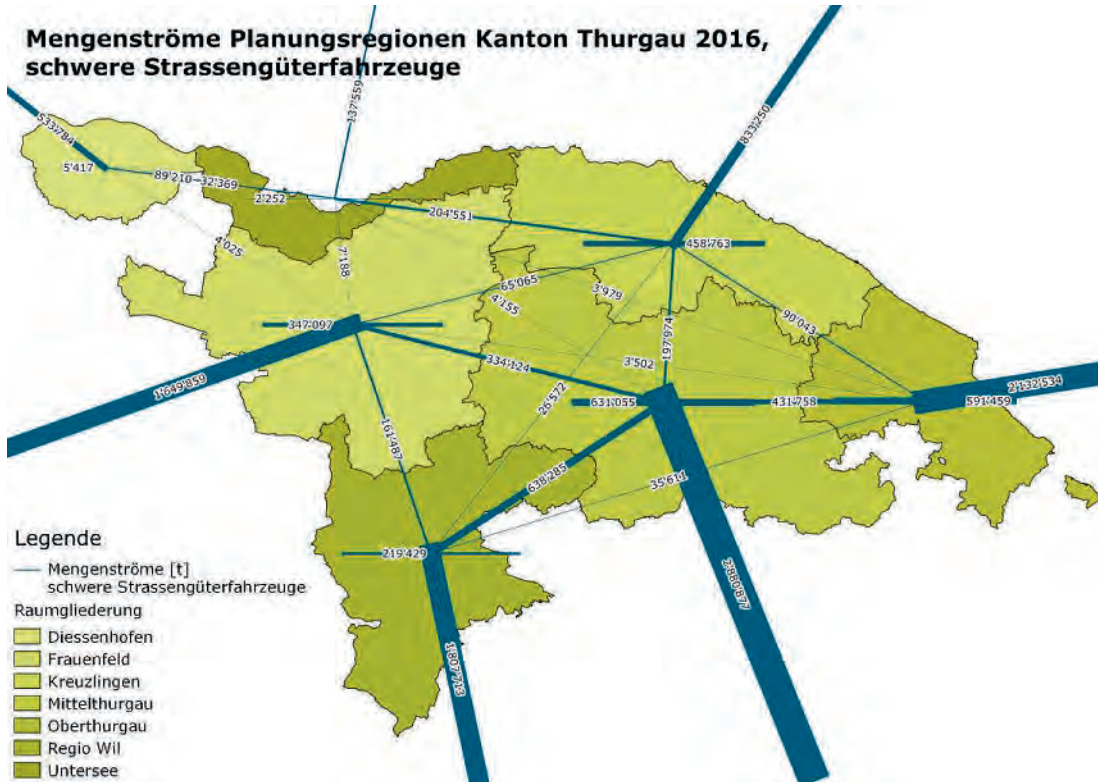 Mengenströme Planungsregionen Kanton Thurgau 2016,
schwere Strassengüterfahrzeuge
137'559
533'784
833'250
5'417
89'210
32'369
2'252
204'551
4'025
7'188
458'763
65'065
3'979
4'155
90'043
347'097
197'974
334'124
3'502
1'649'859
26'572
2'132'534
631'055
431'758
591'459
161'487
638'285
35'611
219'429
2'880'877
Legende
Mengenströme [t]
schwere Strassengüterfahrzeuge
Raumgliederung
Diessenhofen
Frauenfeld
Kreuzlingen
Mittelthurgau
Oberthurgau
Regio Wil
Untersee